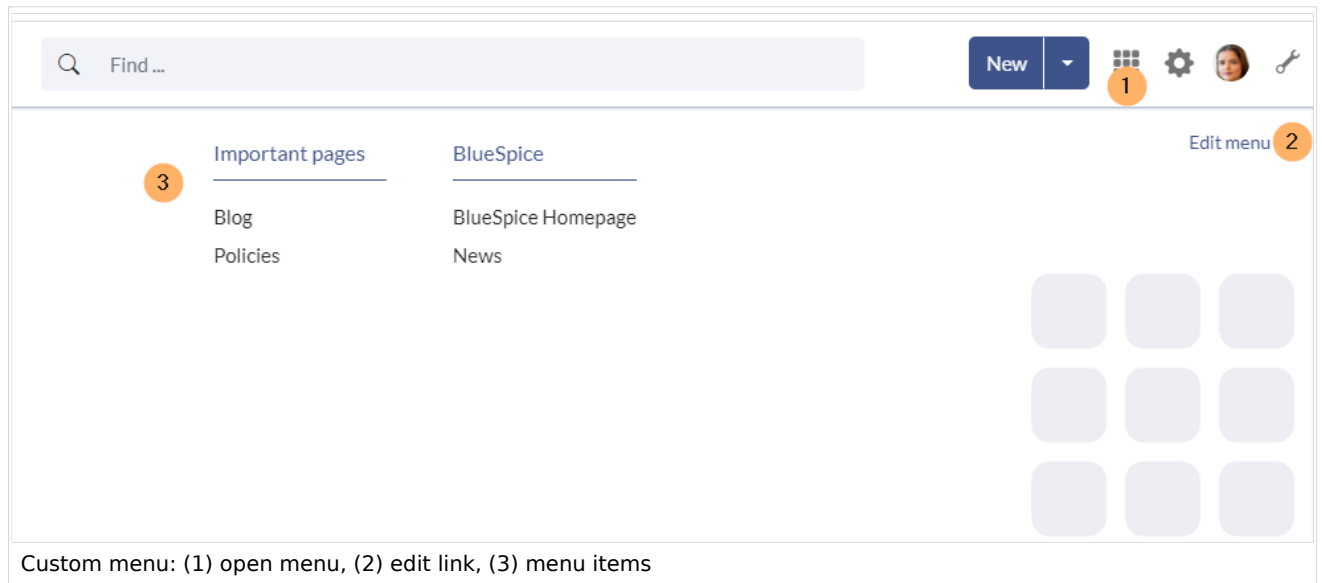 Find ...
New
1
Edit menu 2
Important pages
BlueSpice
3
Blog
BlueSpice Homepage
Policies
News
Custom menu: (1) open menu, (2) edit link, (3) menu items